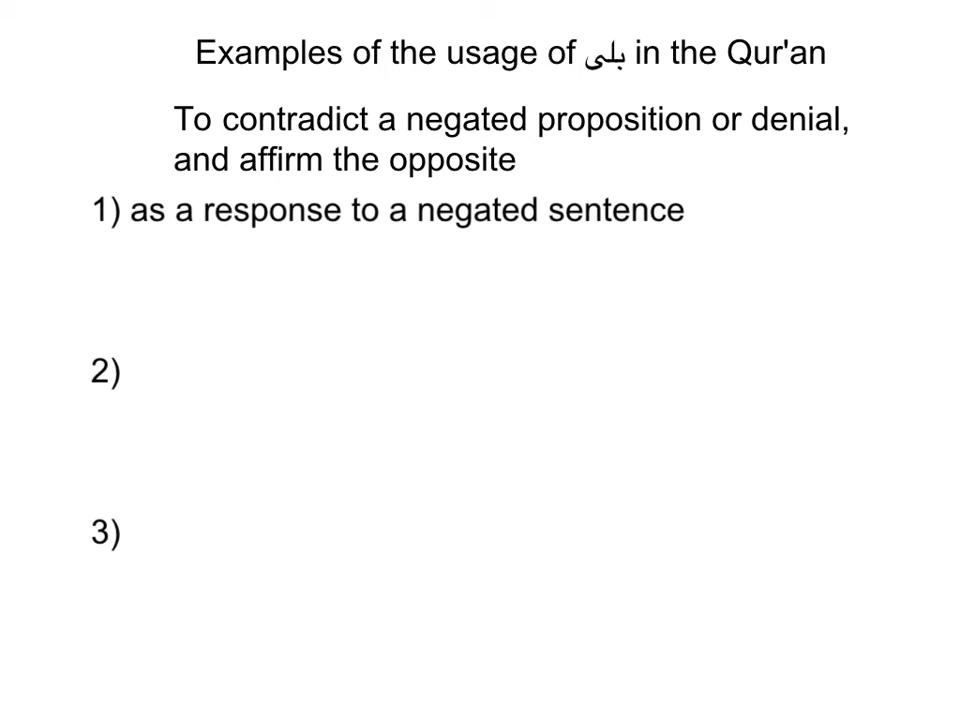 Examples of the usage of بلى in the Qur'an
To contradict a negated proposition or denial,
and affirm the opposite
1) as a response to a negated sentence
2)
3)